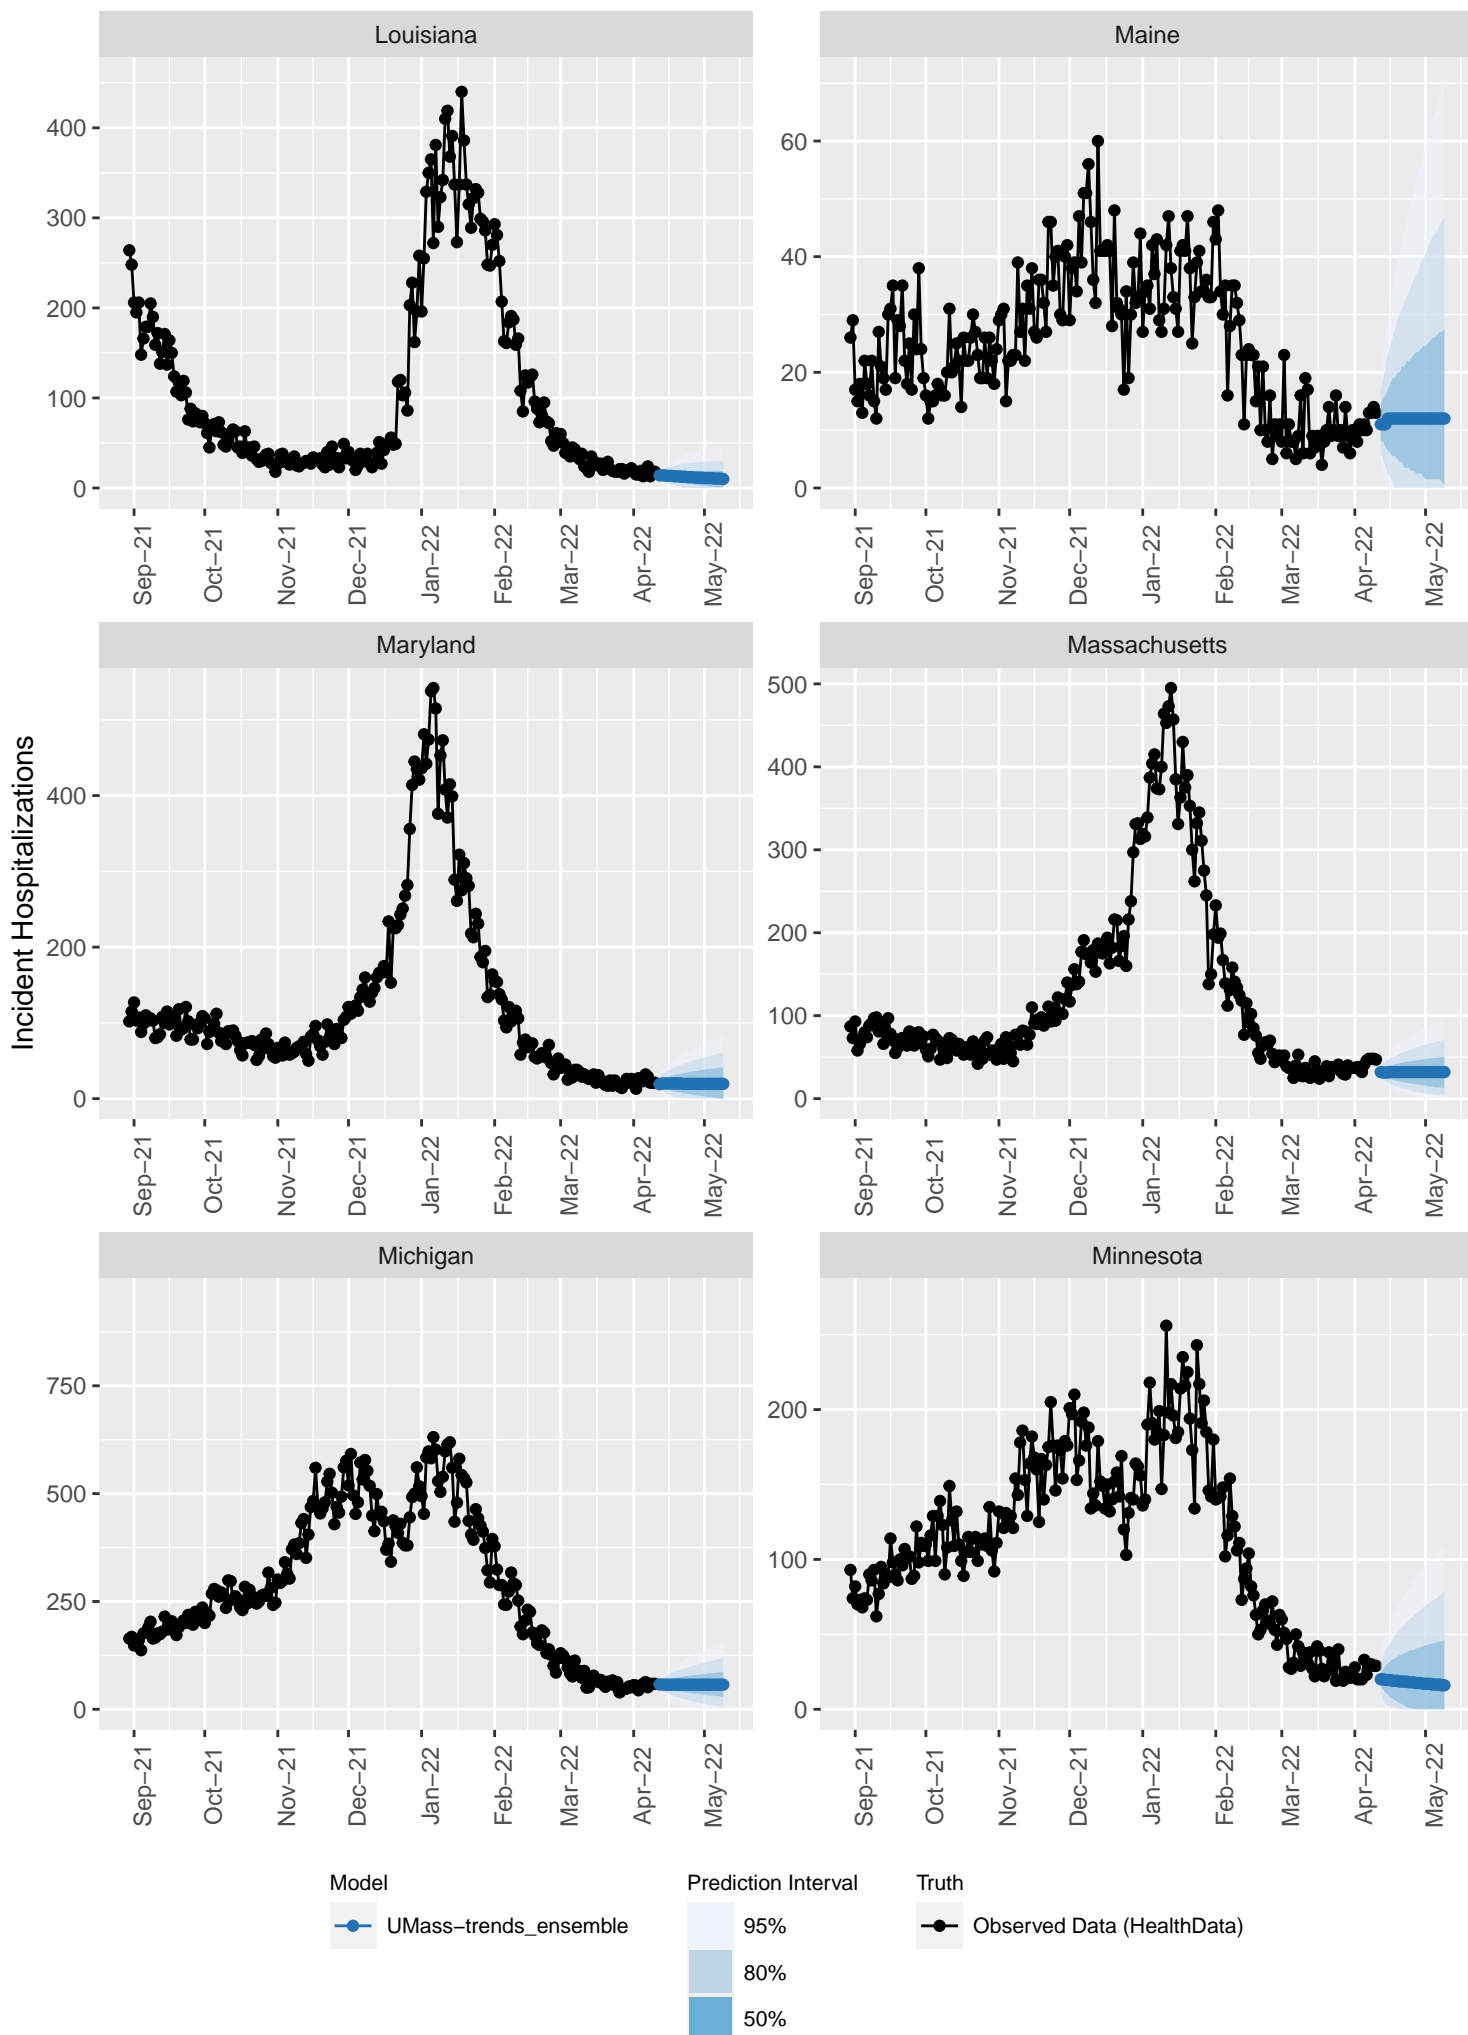 Louisiana
Maine
400
300
200
100
0
60
40
20
0
Sep−21
Oct−21
Nov−21
Dec−21
Jan−22
Feb−22
Mar−22
Apr−22
May−22
Sep−21
Oct−21
Nov−21
Dec−21
Jan−22
Feb−22
Mar−22
Apr−22
May−22
Incident Hospitalizations
Maryland
Massachusetts
400
200
0
500
400
300
200
100
0
Sep−21
Oct−21
Nov−21
Dec−21
Jan−22
Feb−22
Mar−22
Apr−22
May−22
Sep−21
Oct−21
Nov−21
Dec−21
Jan−22
Feb−22
Mar−22
Apr−22
May−22
Michigan
Minnesota
750
500
250
0
200
100
0
Sep−21
Oct−21
Nov−21
Dec−21
Jan−22
Feb−22
Mar−22
Apr−22
May−22
Sep−21
Oct−21
Nov−21
Dec−21
Jan−22
Feb−22
Mar−22
Apr−22
May−22
Model
UMass−trends_ensemble
Prediction Interval
95%
80%
50%
Truth
Observed Data (HealthData)